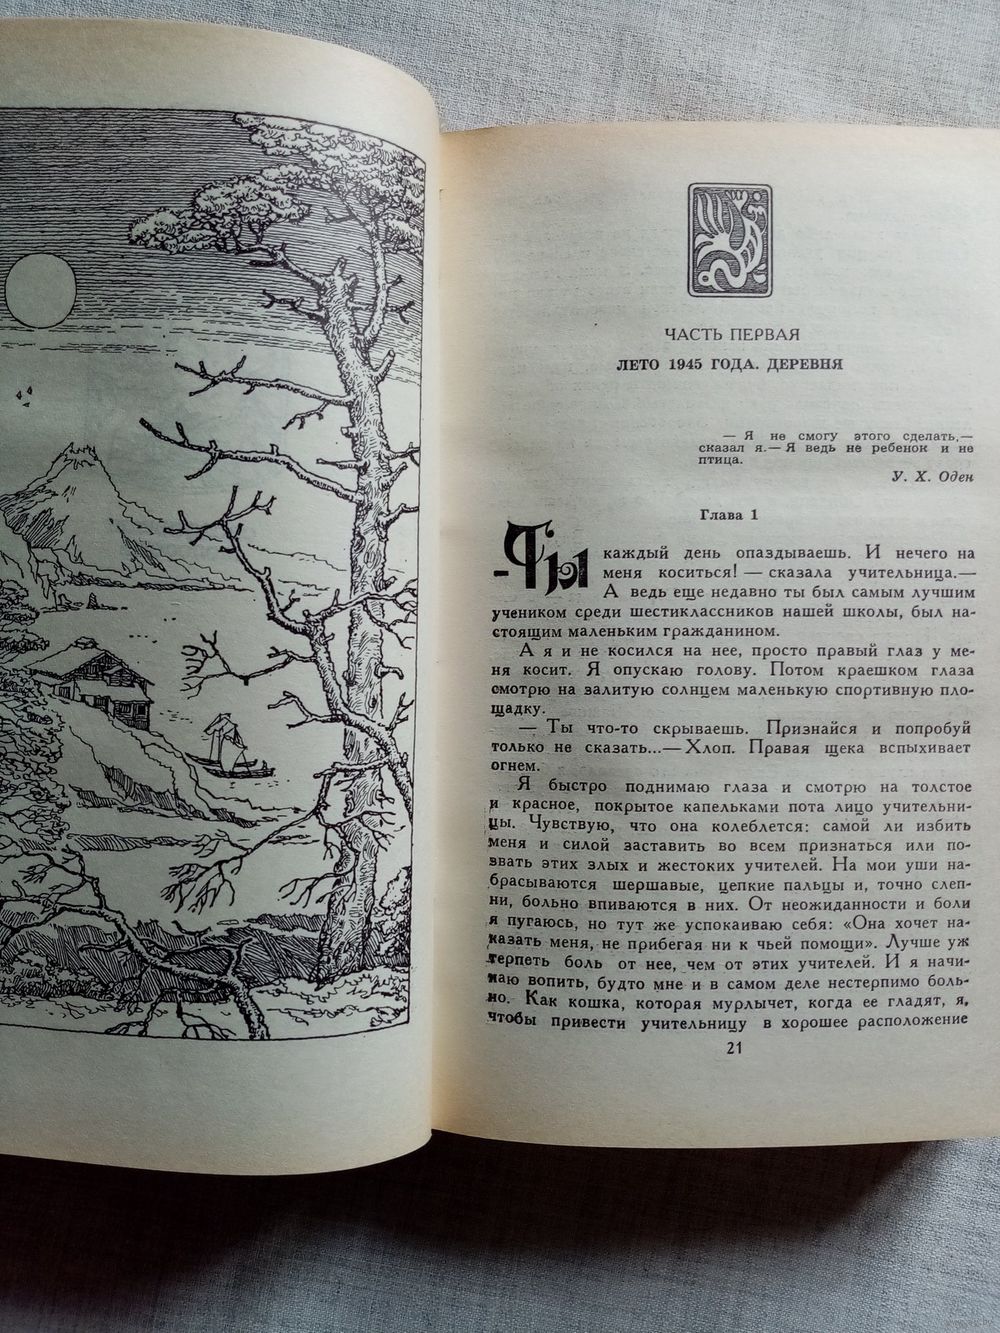 ЧАСТЬ ПЕРВАЯ
ЛЕТО 1945 ГОДА. ДЕРЕВНЯ
— Я не смогу этого сделать,—
сказал я.— Я ведь не ребенок и не
птица.
У. Х. Оден
Глава 1
-Ты каждый день опаздываешь. И нечего на
меня коситься! — сказала учительница.—
А ведь еще недавно ты был самым лучшим
учеником среди шестиклассников нашей школы, был на-
стоящим маленьким гражданином.
А я и не косился на нее, просто правый глаз у ме-
ня косит. Я опускаю голову. Потом краешком глаза
смотрю на залитую солнцем маленькую спортивную пло-
щадку.
— Ты что-то скрываешь. Признайся и попробуй
только не сказать...— Хлоп. Правая щека вспыхивает
огнем.
Я быстро поднимаю глаза и смотрю на толстое
и красное, покрытое капельками пота лицо учительни-
цы. Чувствую, что она колеблется: самой ли избить
меня и силой заставить во всем признаться или по-
звать этих злых и жестоких учителей. На мои уши на-
брасываются шершавые, цепкие пальцы и, точно слеп-
ни, больно впиваются в них. От неожиданности и боли
я пугаюсь, но тут же успокаиваю себя: «Она хочет на-
казать меня, не прибегая ни к чьей помощи». Лучше уж
терпеть боль от нее, чем от этих учителей. И я начи-
наю вопить, будто мне и в самом деле нестерпимо боль-
но. Как кошка, которая мурлычет, когда ее гладят, я,
чтобы привести учительницу в хорошее расположение
21